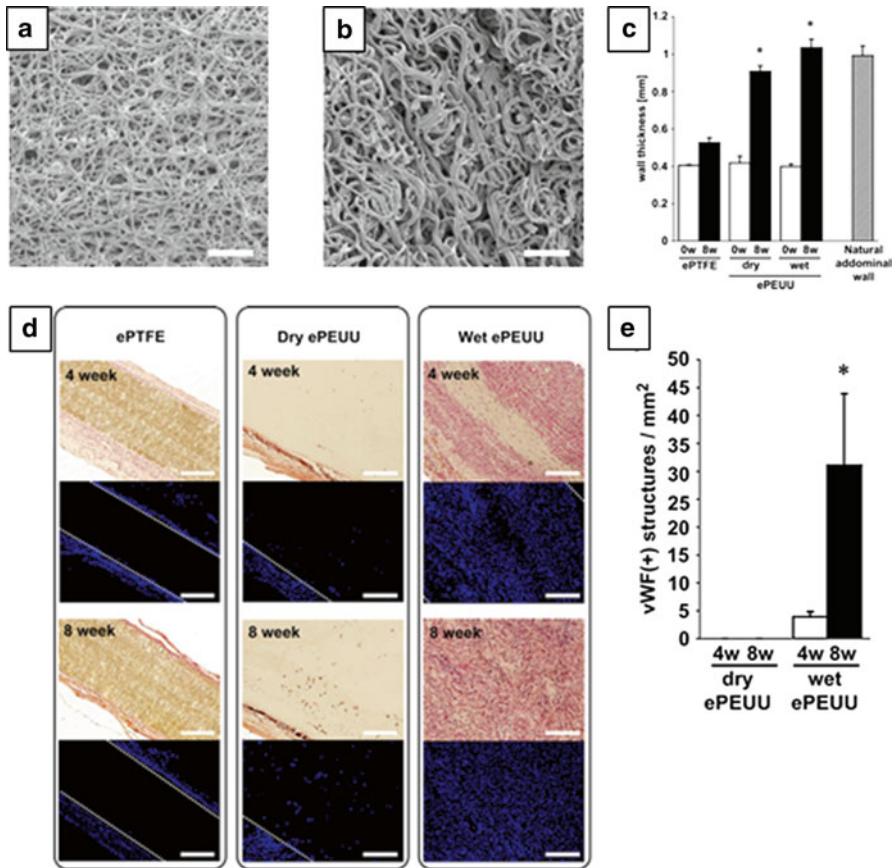 a
b
c
wall thickness [mm]
1.2
1
0.8
0.6
0.4
0.2
0
0w 8w 0w 8w 0w 8w
ePTFE dry wet
ePEUU
Natural
addominal
wall
*
*
d
ePTFE
Dry ePEUU
Wet ePEUU
4 week
4 week
4 week
8 week
8 week
8 week
e
vWF(+) structures / mm2
50
45
40
35
30
25
20
15
10
5
0
*
4w 8w 4w 8w
dry wet
ePEUU ePEUU